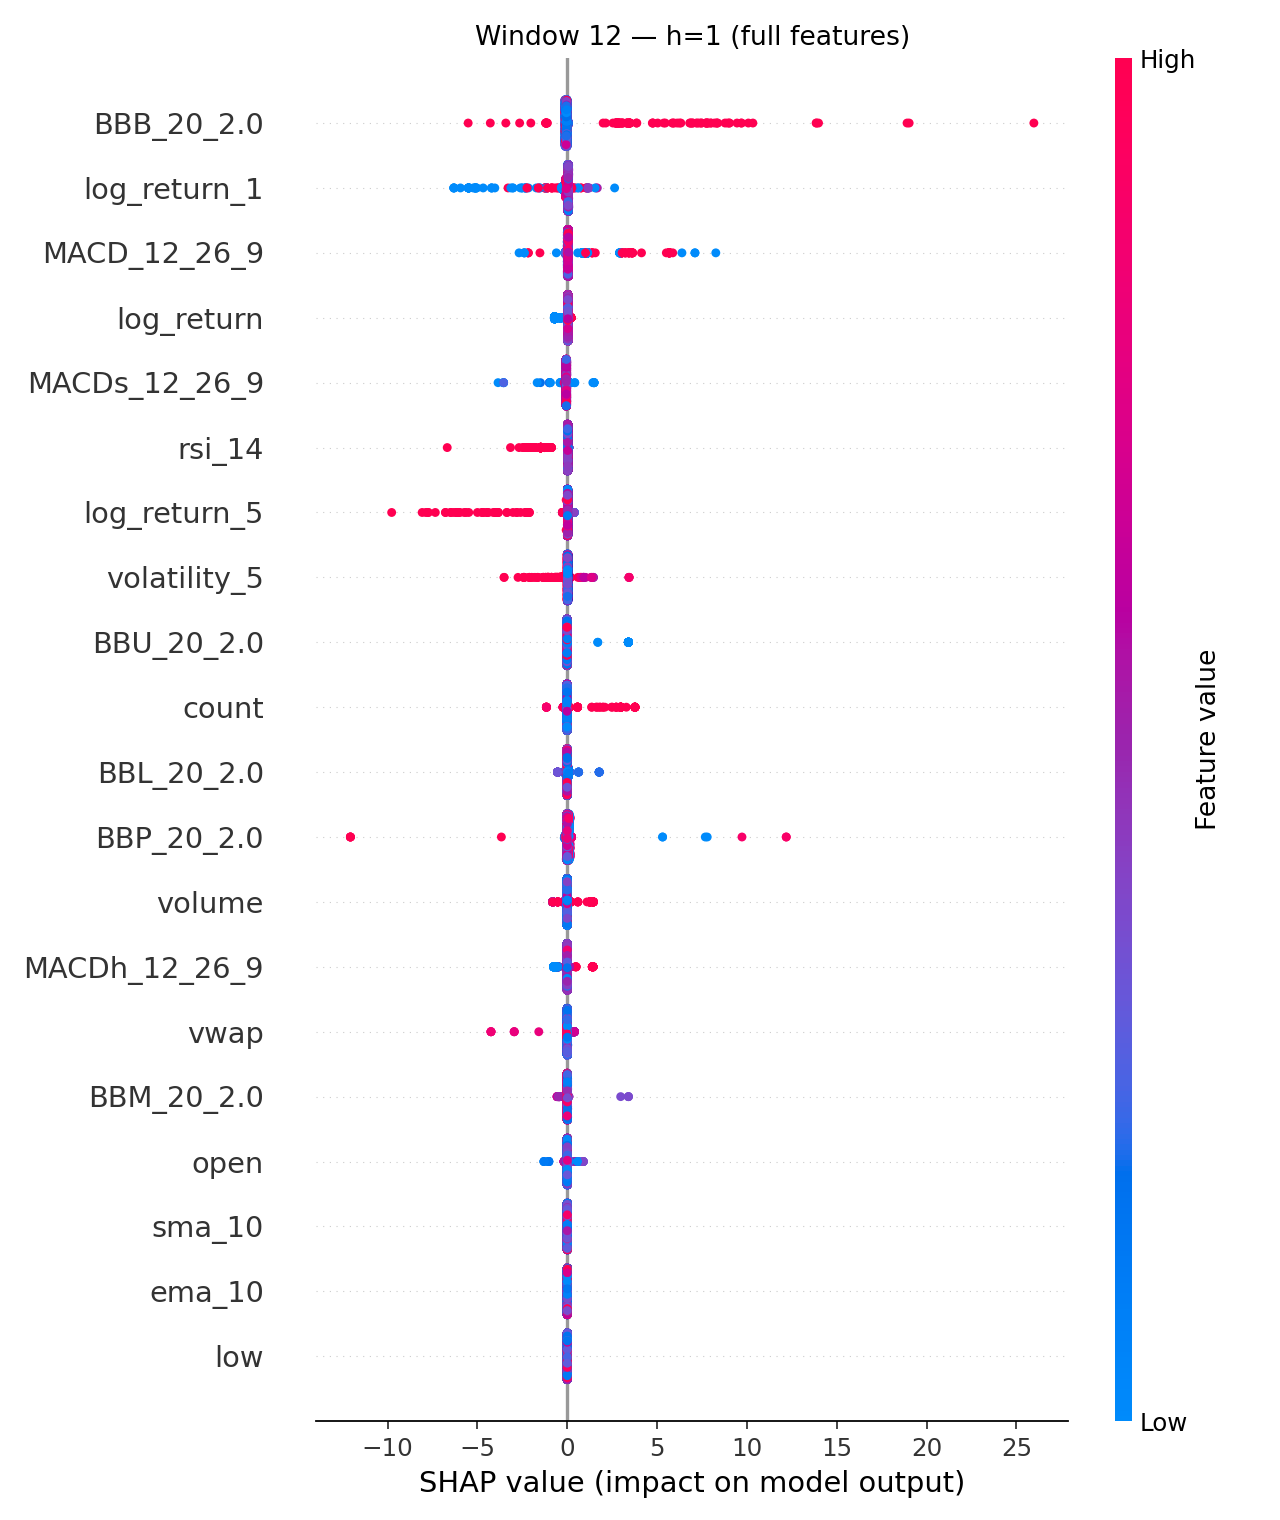 Window 12 — h=1 (full features)
High
BBB_20_2.0
log_return_1
MACD_12_26_9
log_return
MACDs_12_26_9
rsi_14
log_return_5
volatility_5
BBU_20_2.0
count
BBL_20_2.0
BBP_20_2.0
volume
MACDh_12_26_9
vwap
BBM_20_2.0
open
sma_10
ema_10
low
Feature value
Low
−10 −5 0 5 10 15 20 25
SHAP value (impact on model output)